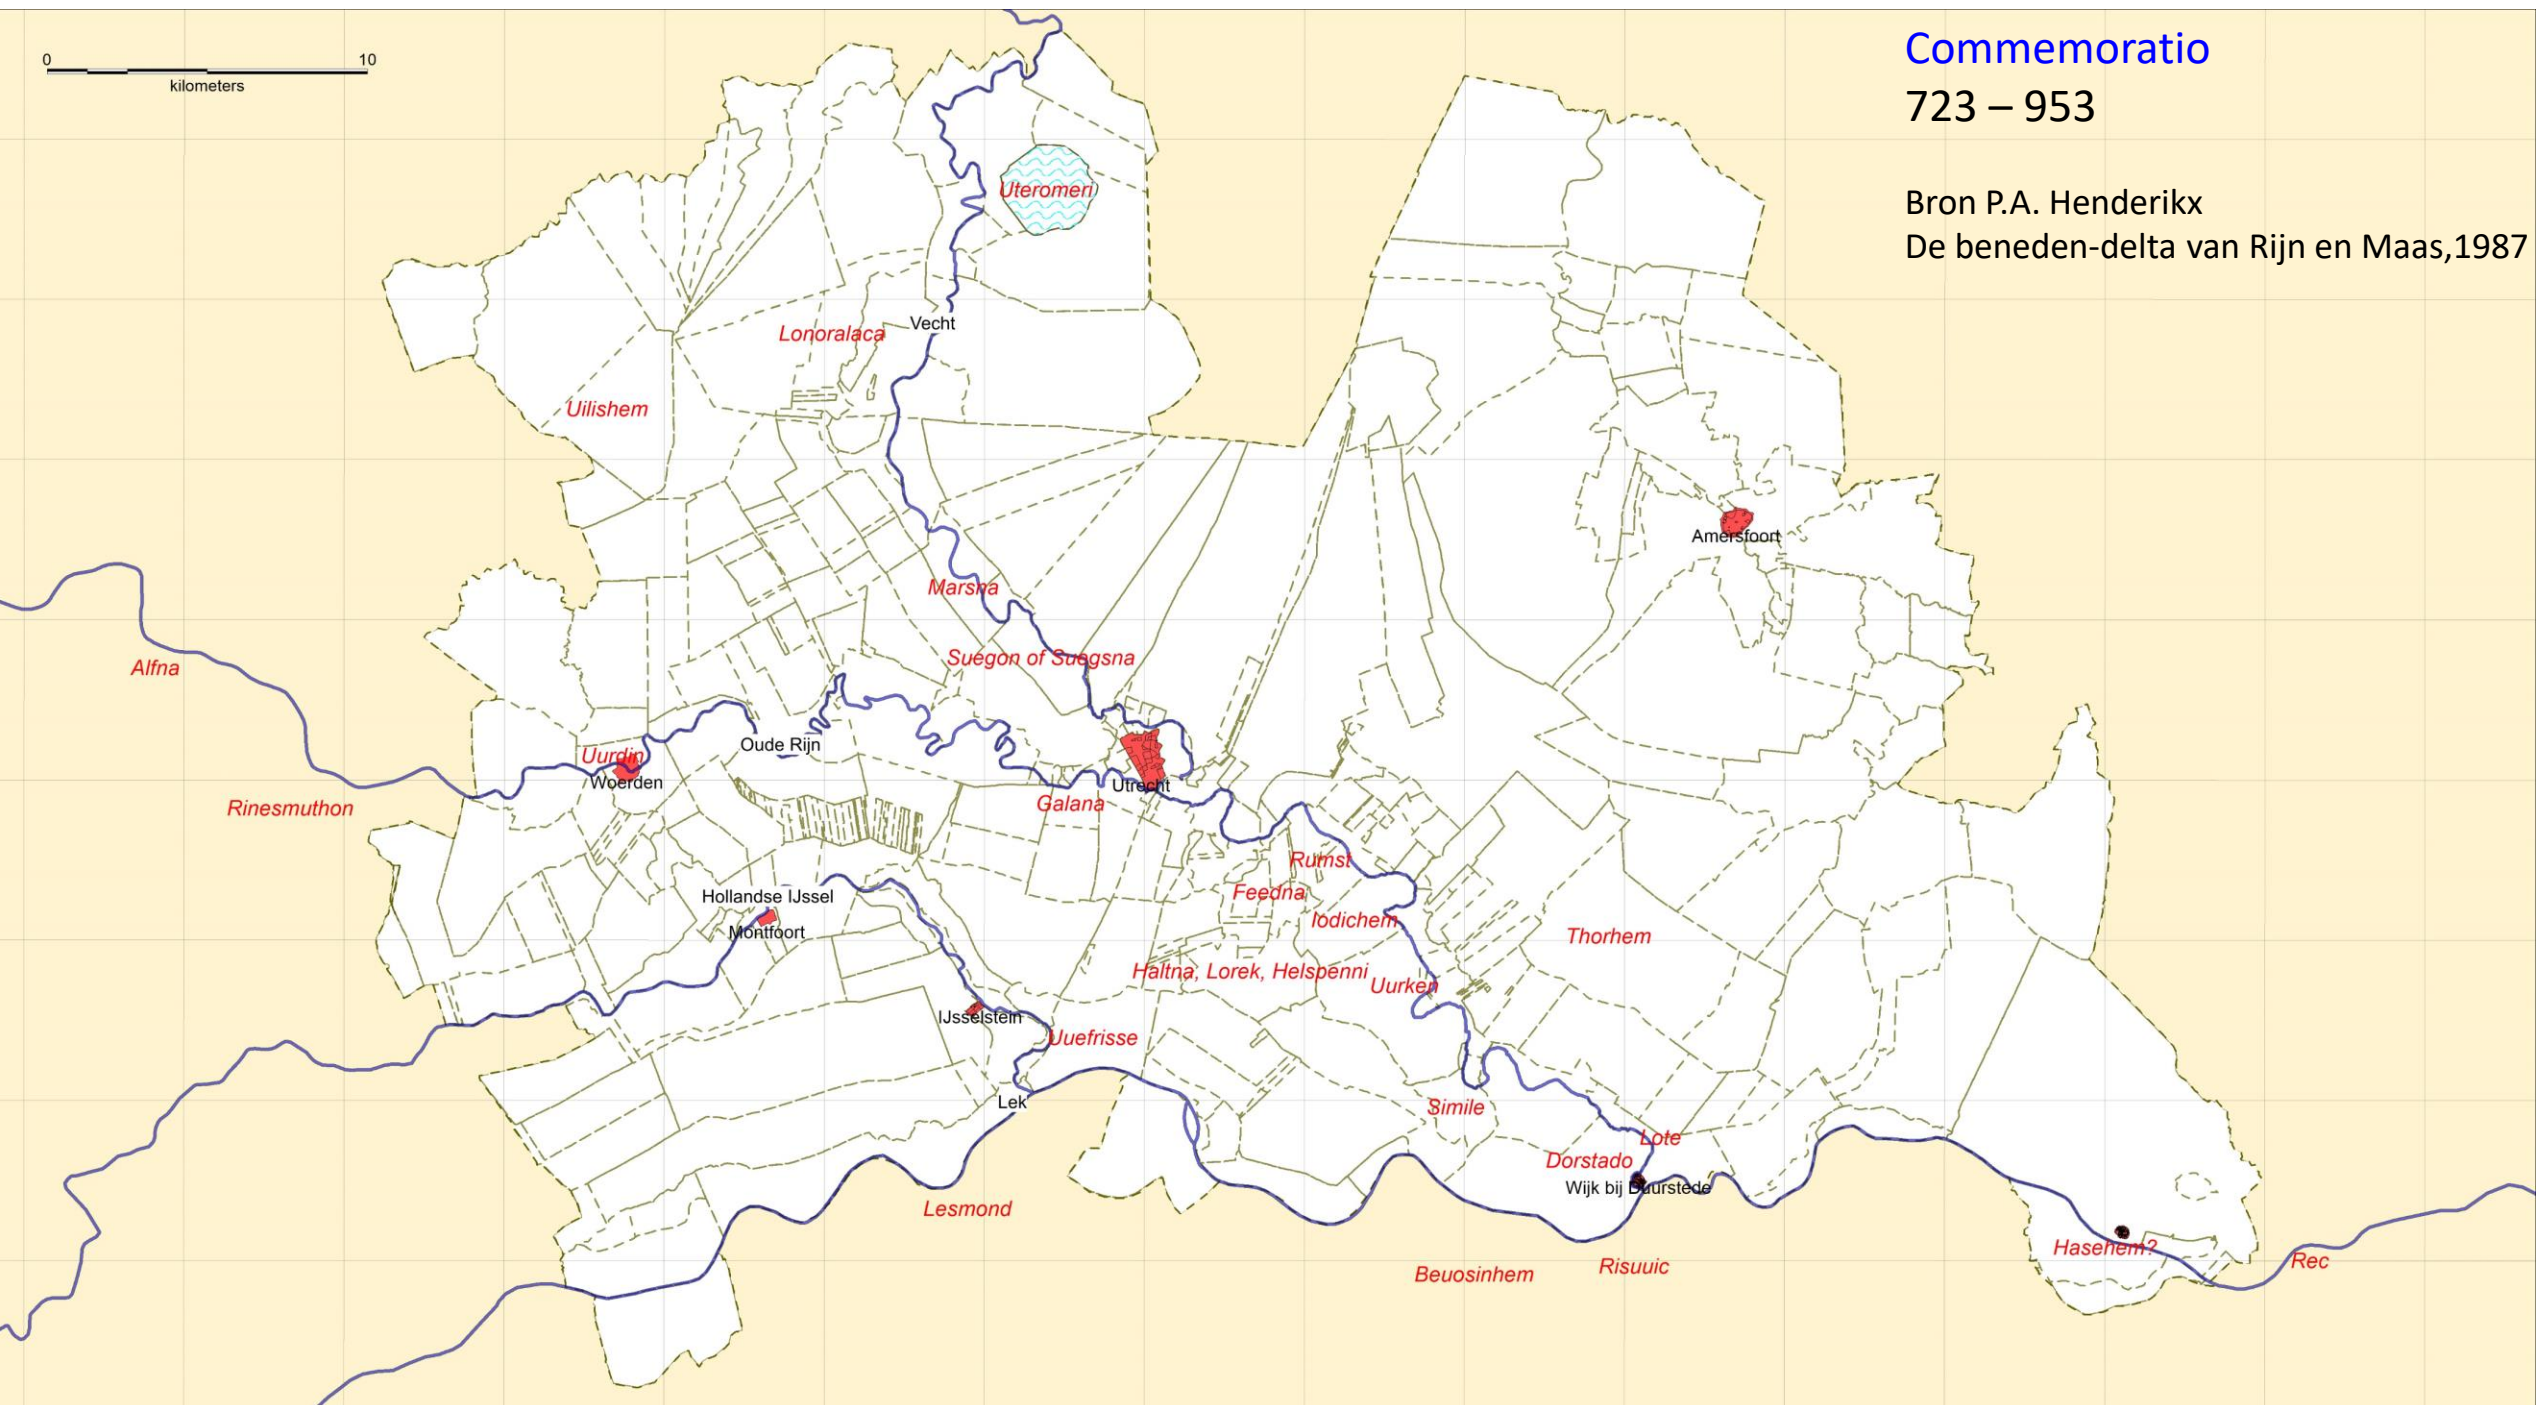 0 10
kilometers
Commemoratio
723 – 953
Bron P.A. Henderikx
De beneden-delta van Rijn en Maas,1987
Uteromeri
Vecht
Lonoralaca
Uilishem
Amersfoort
Marsna
Suegon of Suegsna
Alfna
Oude Rijn
Uurdin
Woerden
Utrecht
Galana
Rinesmuthon
Rumst
Feedna
Hollandse IJssel
Iodichem
Montfoort
Thorhem
Haltna, Lorek, Helspenni
Uurken
IJsselstein
Uuefrisse
Lek
Simile
Lote
Dorstado
Wijk bij Duurstede
Lesmond
Hasehem?
Rec
Risuuic
Beuosinhem